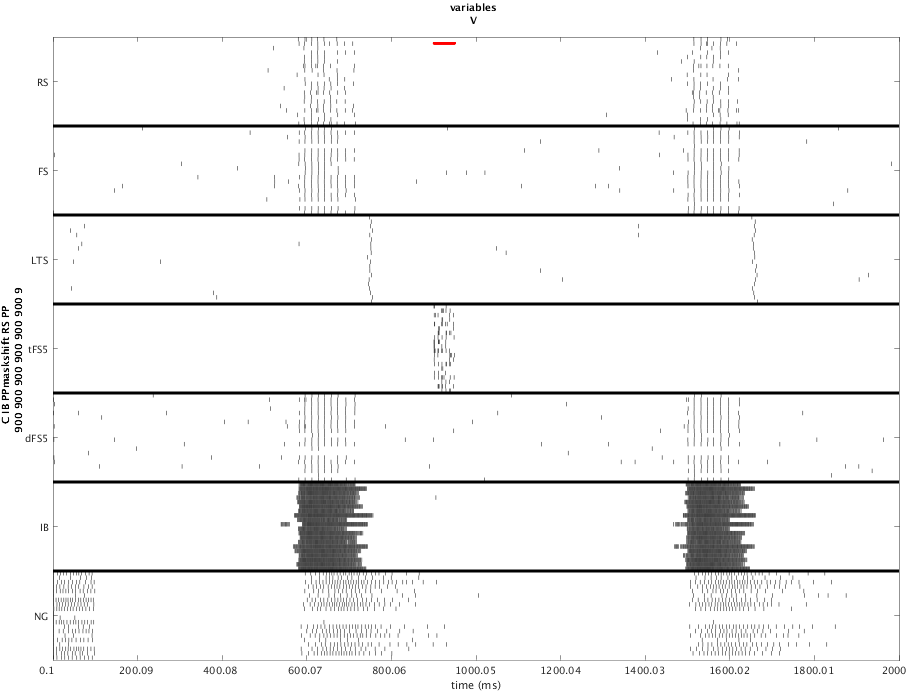 variables
V
C IB PPmaskshift RS PP
900 900 900 900 900 900 9
RS
FS
LTS
tFS5
dFS5
IB
NG
0.1 200.09 400.08 600.07 800.06 1000.05 1200.04 1400.03 1600.02 1800.01 2000
time (ms)